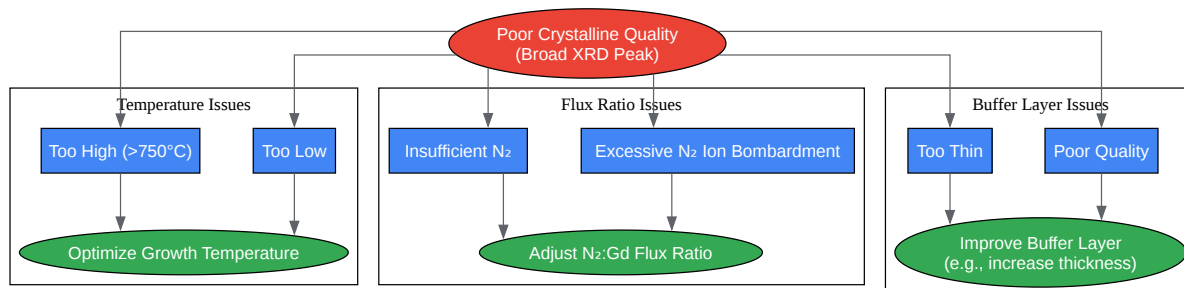 Poor Crystalline Quality
(Broad XRD Peak)
Temperature Issues
Flux Ratio Issues
Buffer Layer Issues
Too High (>750°C)
Too Low
Insufficient N₂
Excessive N₂ Ion Bombardment
Too Thin
Poor Quality
Optimize Growth Temperature
Adjust N₂:Gd Flux Ratio
Improve Buffer Layer
(e.g., increase thickness)